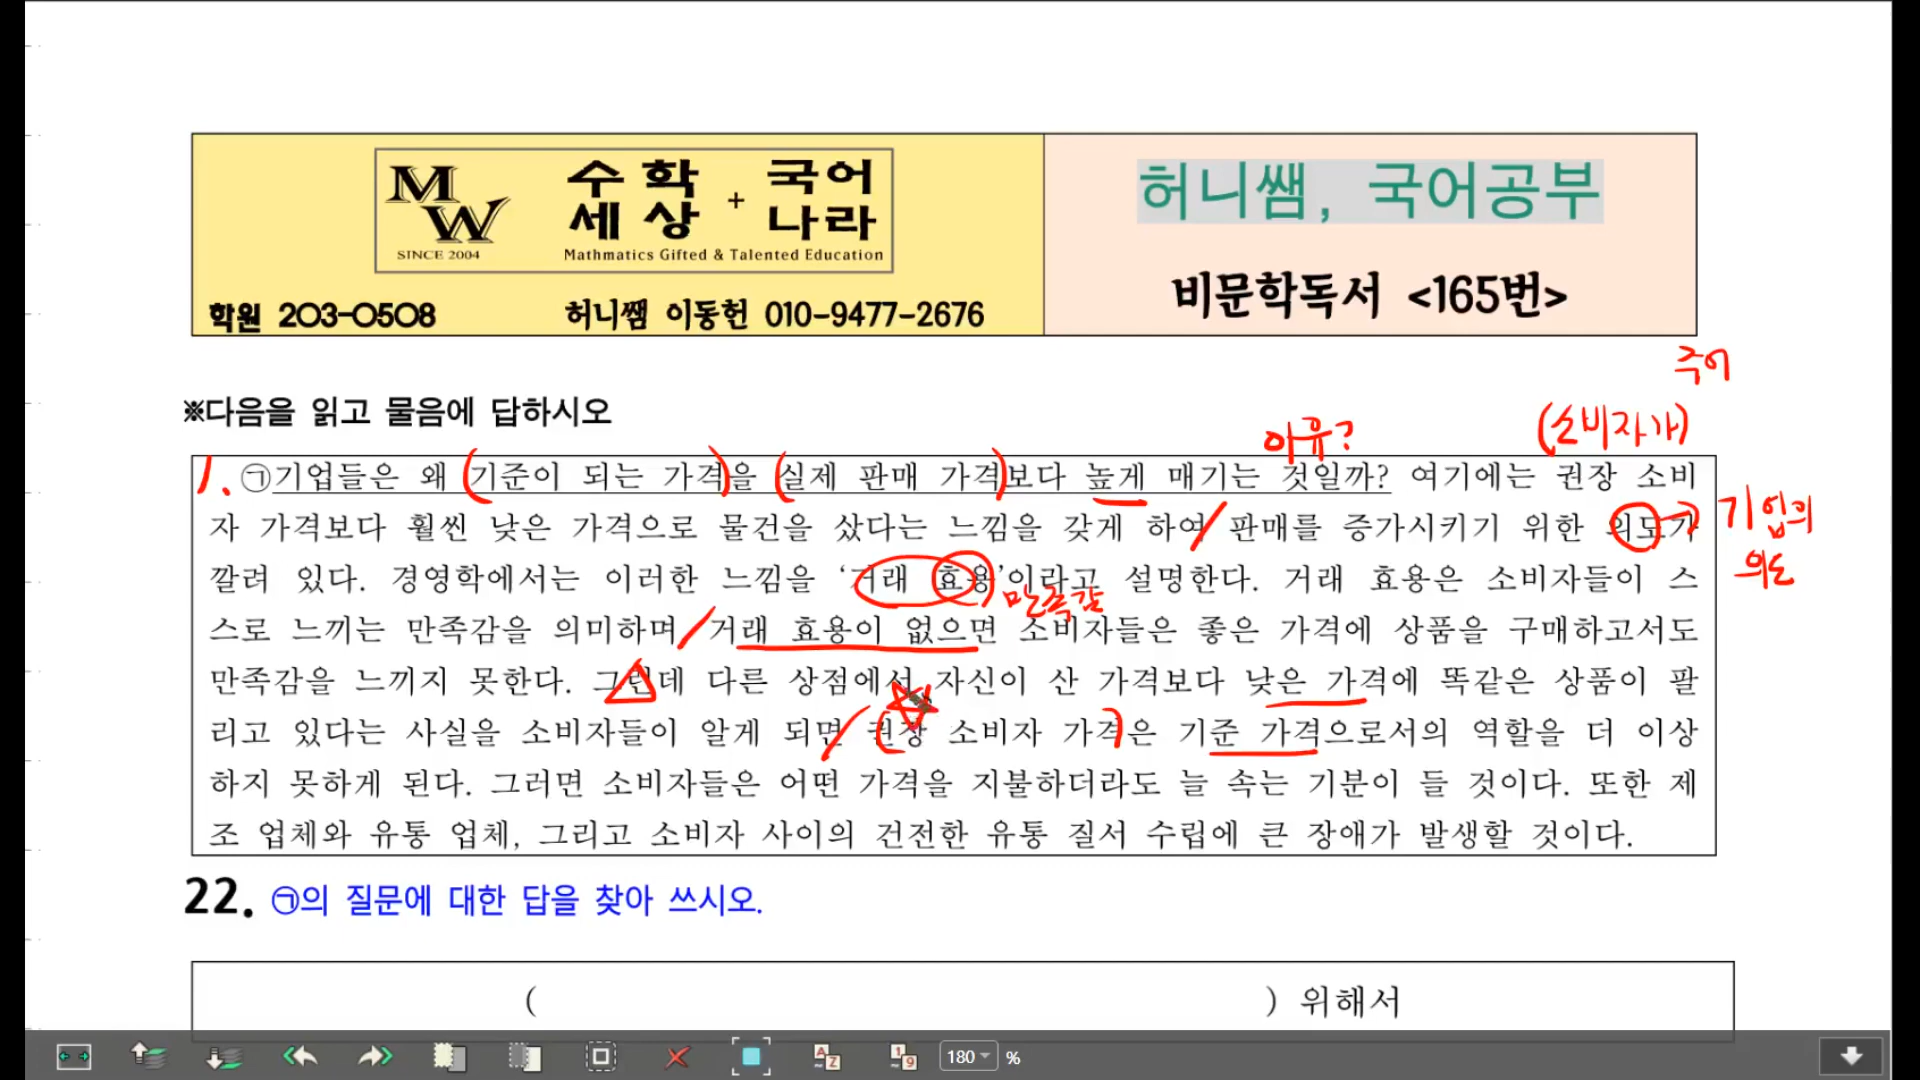 MW
SINCE 2004
수학 + 국어
세상 나라
Mathmatics Gifted & Talented Education
학원 203-0508 허니쌤 이동헌 010-9477-2676
허니쌤, 국어공부
비문학독서 <165번>
주어
※다음을 읽고 물음에 답하시오
이유?
(소비자가)
1. ㉠기업들은 왜 (기준이 되는 가격)을 (실제 판매 가격)보다 높게 매기는 것일까? 여기에는 권장 소비
자 가격보다 훨씬 낮은 가격으로 물건을 샀다는 느낌을 갖게 하여 판매를 증가시키기 위한 의도가
→ 기업의
의도
깔려 있다. 경영학에서는 이러한 느낌을 ‘거래 효용’이라고 설명한다. 거래 효용은 소비자들이 스
만족감
스로 느끼는 만족감을 의미하며 거래 효용이 없으면 소비자들은 좋은 가격에 상품을 구매하고서도
만족감을 느끼지 못한다. 그런데 다른 상점에서 자신이 산 가격보다 낮은 가격에 똑같은 상품이 팔
리고 있다는 사실을 소비자들이 알게 되면 (권장 소비자 가격)은 기준 가격으로서의 역할을 더 이상
하지 못하게 된다. 그러면 소비자들은 어떤 가격을 지불하더라도 늘 속는 기분이 들 것이다. 또한 제
조 업체와 유통 업체, 그리고 소비자 사이의 건전한 유통 질서 수립에 큰 장애가 발생할 것이다.
22. ㉠의 질문에 대한 답을 찾아 쓰시오.
( ) 위해서
180 %